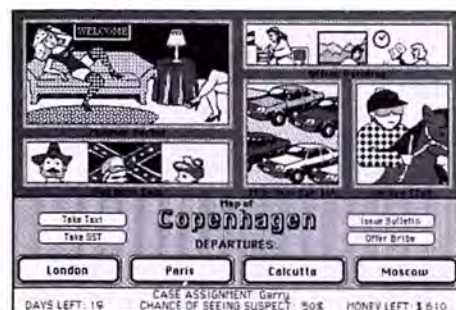 WELCOME
Map of
Copenhagen
DEPARTURES:
Take Text
Take SST
Issue Bulletin
Offer Bribe
London
Paris
Calcutta
Moscow
CASE ASSIGNMENT: Garry
DAYS LEFT: 19
CHANCE OF SEEING SUSPECT: 50%
MONEY LEFT: $ 610